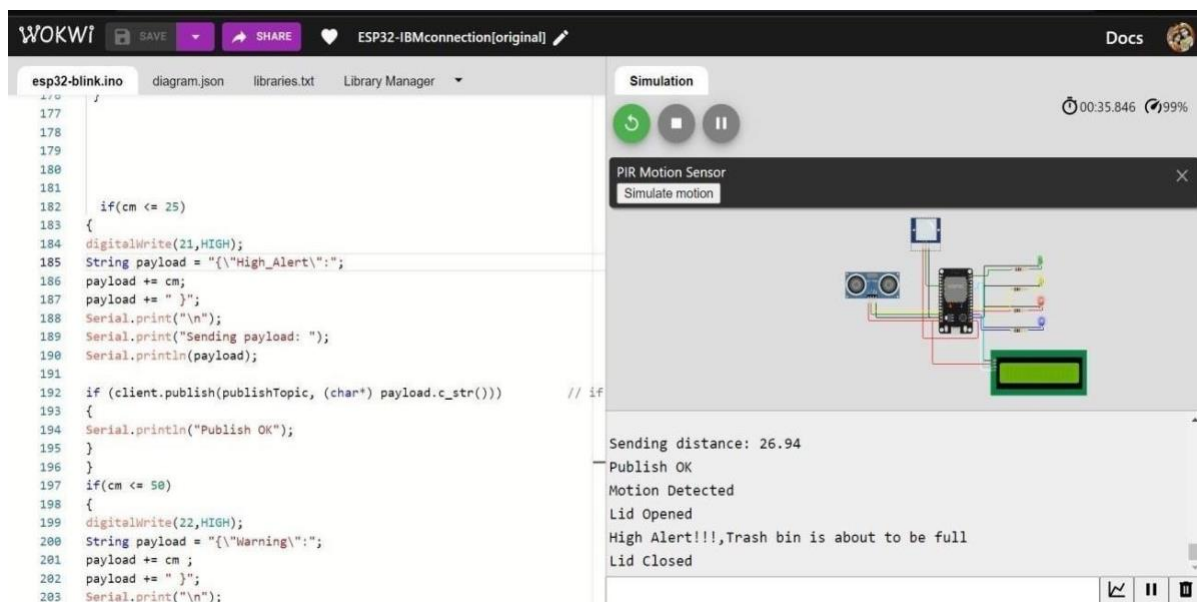 WOKWi SAVE SHARE ESP32-IBMconnection[original] Docs
esp32-blink.ino diagram.json libraries.txt Library Manager
Simulation
00:35.846 99%
176 }
177
178
179
180
181
182 if(cm <= 25)
183 {
184 digitalWrite(21,HIGH);
185 String payload = "{\"High_Alert\":";
186 payload += cm;
187 payload += " }";
188 Serial.print("\n");
189 Serial.print("Sending payload: ");
190 Serial.println(payload);
191
192 if (client.publish(publishTopic, (char*) payload.c_str())) // if
193 {
194 Serial.println("Publish OK");
195 }
196 }
197 if(cm <= 50)
198 {
199 digitalWrite(22,HIGH);
200 String payload = "{\"Warning\":";
201 payload += cm ;
202 payload += " }";
203 Serial.print("\n");
PIR Motion Sensor
Simulate motion
Sending distance: 26.94
Publish OK
Motion Detected
Lid Opened
High Alert!!!,Trash bin is about to be full
Lid Closed